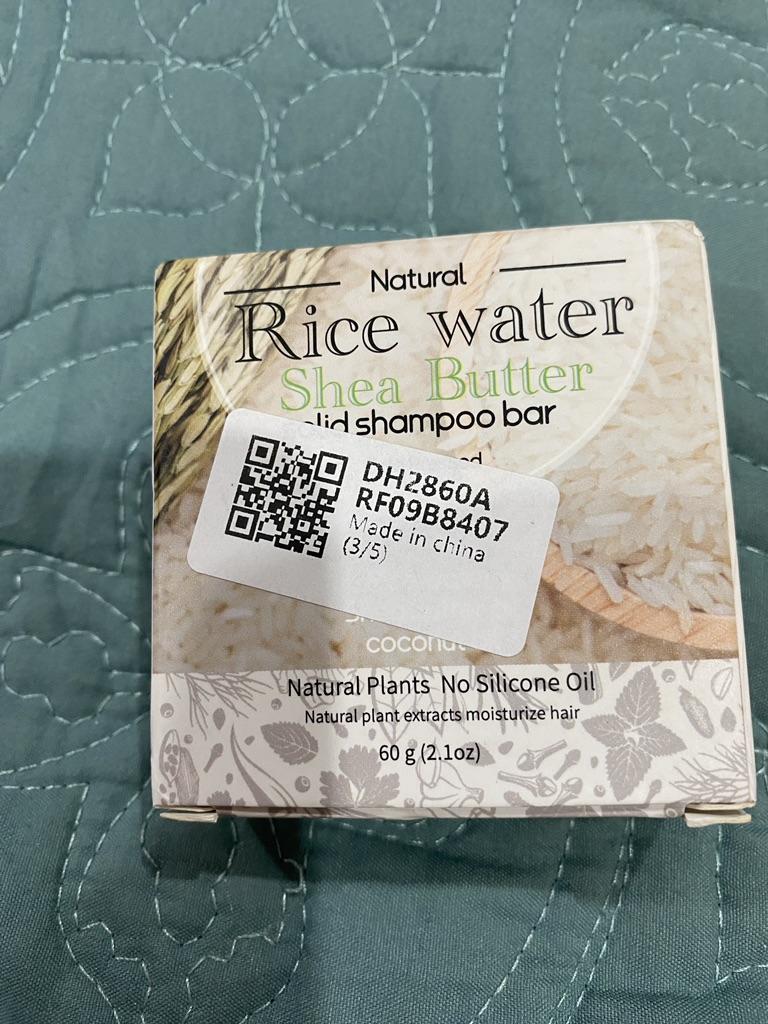 Natural
Rice water
Shea Butter
shampoo bar
DH2860A
RF09B8407
Made in china
(3/5)
coconut
Natural Plants No Silicone Oil
Natural plant extracts moisturize hair
60 g (2.1oz)